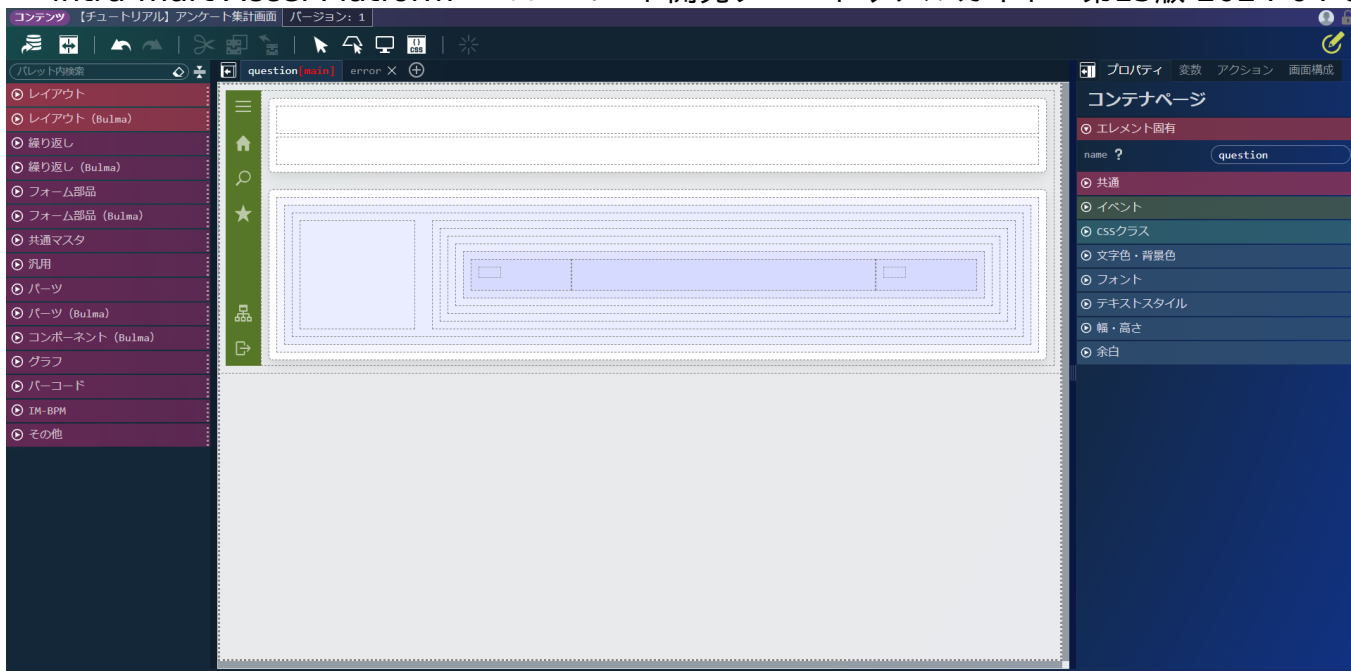 コンテンツ 【チュートリアル】アンケート集計画面 バージョン: 1
CSS
パレット内検索
question[main] error
プロパティ 変数 アクション 画面構成
レイアウト
レイアウト (Bulma)
繰り返し
繰り返し (Bulma)
フォーム部品
フォーム部品 (Bulma)
共通マスタ
汎用
パーツ
パーツ (Bulma)
コンポーネント (Bulma)
グラフ
バーコード
IM-BPM
その他
コンテナページ
エレメント固有
name ? question
共通
イベント
CSSクラス
文字色・背景色
フォント
テキストスタイル
幅・高さ
余白